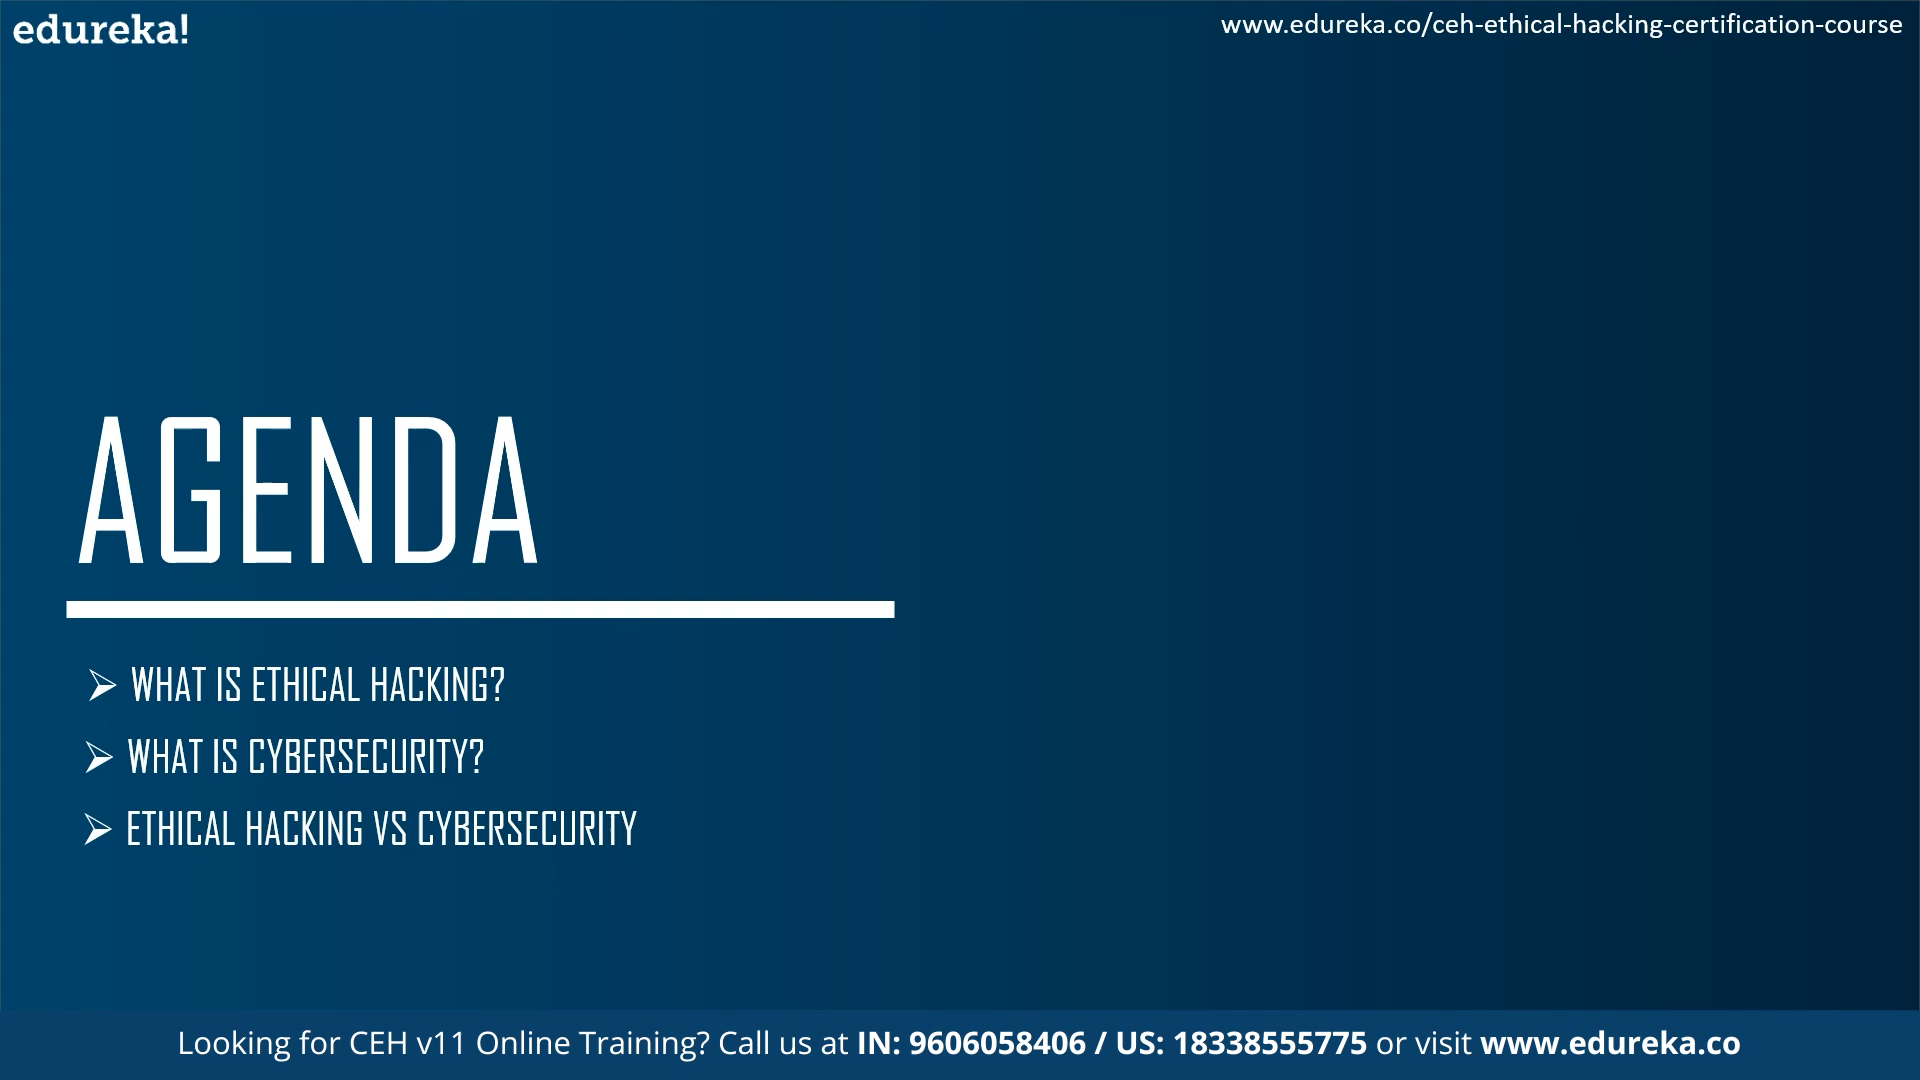 edureka!
www.edureka.co/ceh-ethical-hacking-certification-course
AGENDA
➢ WHAT IS ETHICAL HACKING?
➢ WHAT IS CYBERSECURITY?
➢ ETHICAL HACKING VS CYBERSECURITY
Looking for CEH v11 Online Training? Call us at IN: 9606058406 / US: 18338555775 or visit www.edureka.co